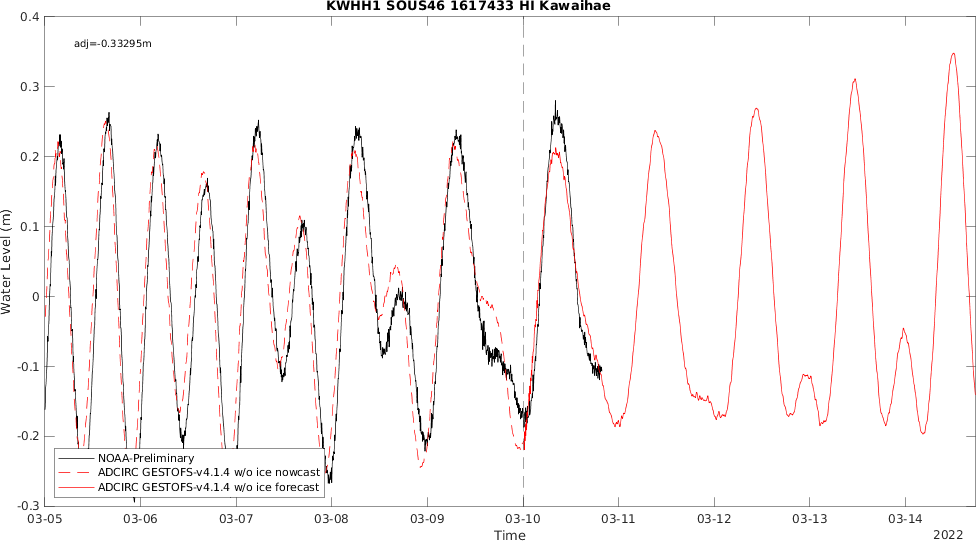 KWHH1 SOUS46 1617433 HI Kawaihae
adj=-0.33295m
Water Level (m)
0.4
0.3
0.2
0.1
0
-0.1
-0.2
-0.3
NOAA-Preliminary
ADCIRC GESTOFS-v4.1.4 w/o ice nowcast
ADCIRC GESTOFS-v4.1.4 w/o ice forecast
03-05 03-06 03-07 03-08 03-09 03-10 03-11 03-12 03-13 03-14
Time
2022